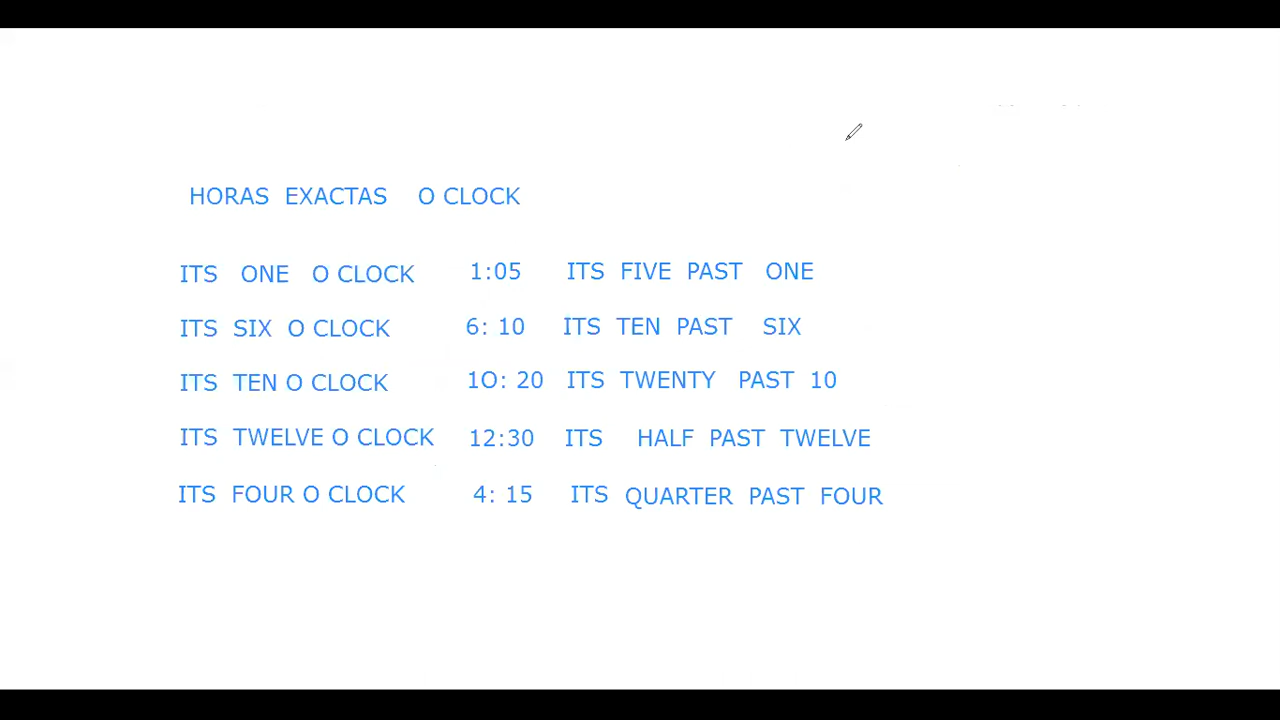 HORAS EXACTAS O CLOCK
ITS ONE O CLOCK 1:05 ITS FIVE PAST ONE
ITS SIX O CLOCK 6: 10 ITS TEN PAST SIX
ITS TEN O CLOCK 1O: 20 ITS TWENTY PAST 10
ITS TWELVE O CLOCK 12:30 ITS HALF PAST TWELVE
ITS FOUR O CLOCK 4: 15 ITS QUARTER PAST FOUR